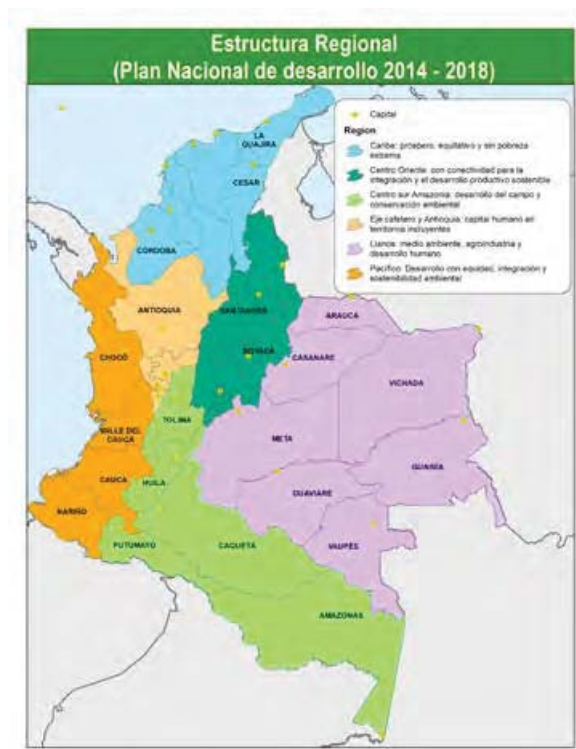 Estructura Regional
(Plan Nacional de desarrollo 2014 - 2018)
Capital
Region
Caribe: próspero, equitativo y sin pobreza
extrema
Centro Oriente: con conectividad para la
integración y el desarrollo productivo sostenible
Centro sur Amazonía: desarrollo del campo y
conservación ambiental
Eje cafetero y Antioquia: capital humano en
territorios incluyentes
Llanos: medio ambiente, agroindustria y
desarrollo humano
Pacífico: Desarrollo con equidad, integración y
sostenibilidad ambiental
LA
GUAJIRA
CESAR
CÓRDOBA
ANTIOQUIA
SANTANDER
ARAUCA
CHOCÓ
BOYACÁ
CASANARE
VICHADA
TOLIMA
VALLE DEL
CAUCA
META
GUANÍA
CAUCA
HUILA
GUAVIARE
NARIÑO
PUTUMAYO
CAQUETÁ
VAUPÉS
AMAZONAS